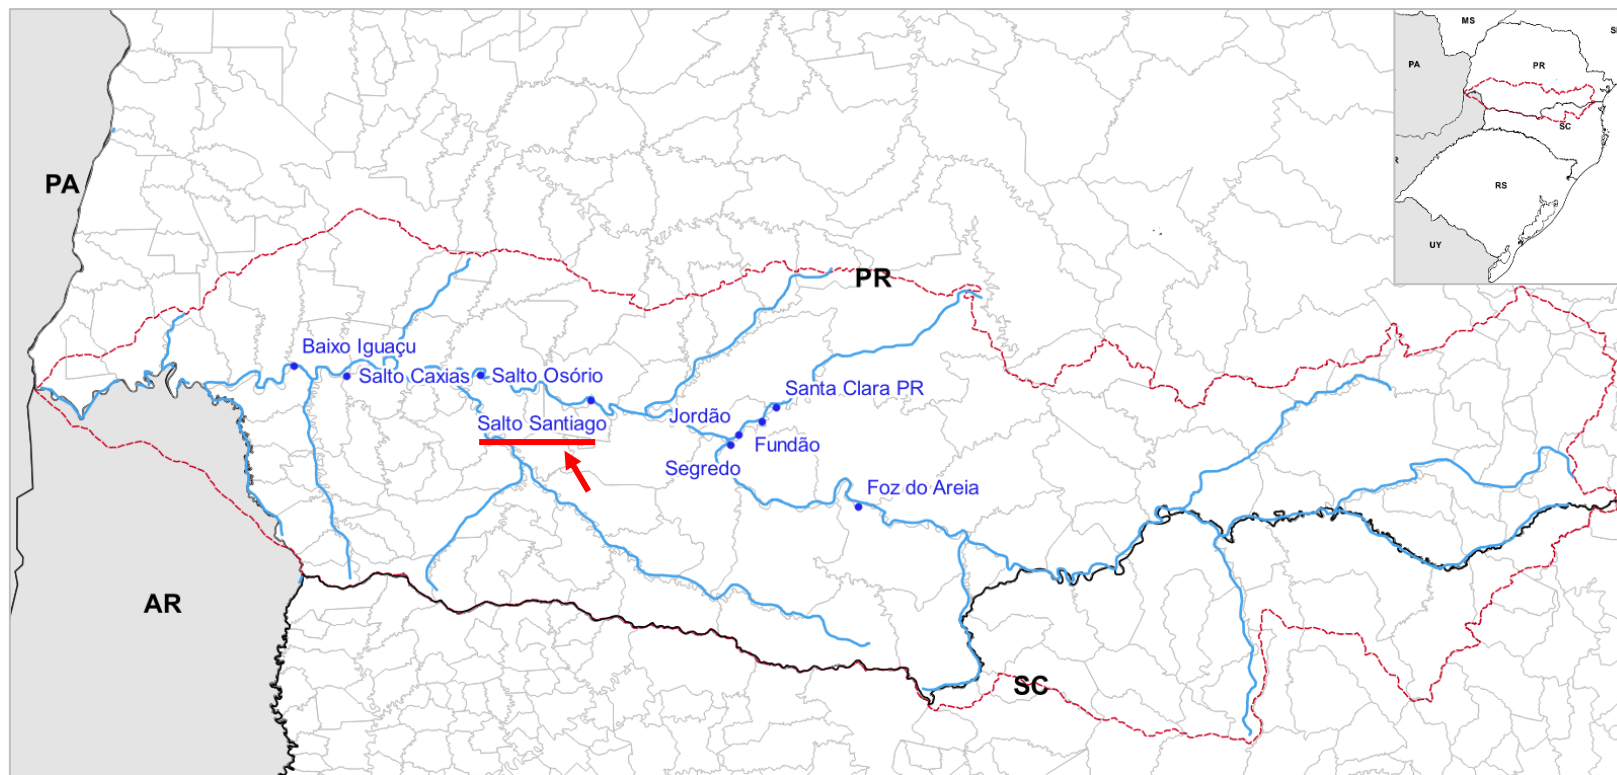 MS
PR
PA
SC
RS
UY
PA
PR
Baixo Iguaçu
Salto Caxias
Salto Osório
Santa Clara PR
Jordão
Salto Santiago
Fundão
Segredo
Foz do Areia
AR
SC